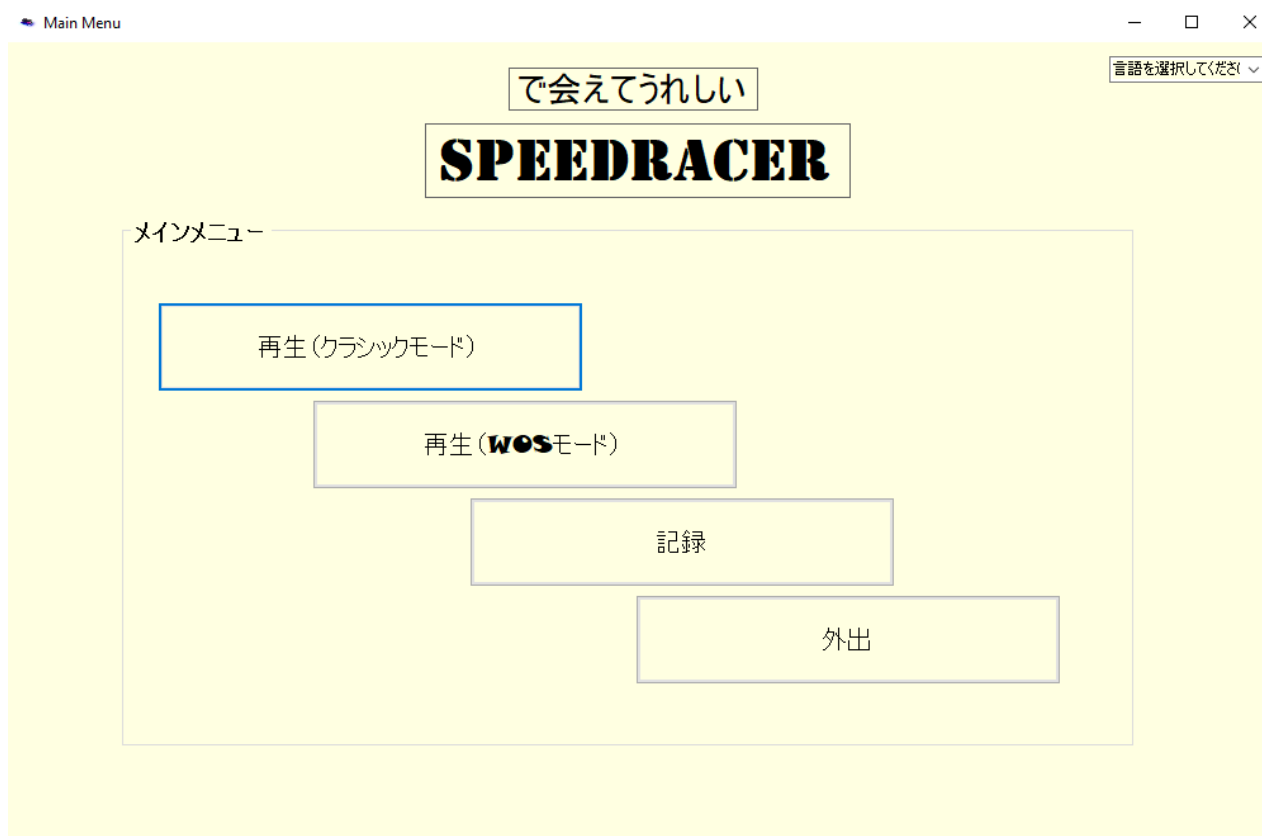 Main Menu
言語を選択してださい
で会えてうれしい
SPEEDRACER
メインメニュー
再生(クラシックモード)
再生(WOSモード)
記録
外出